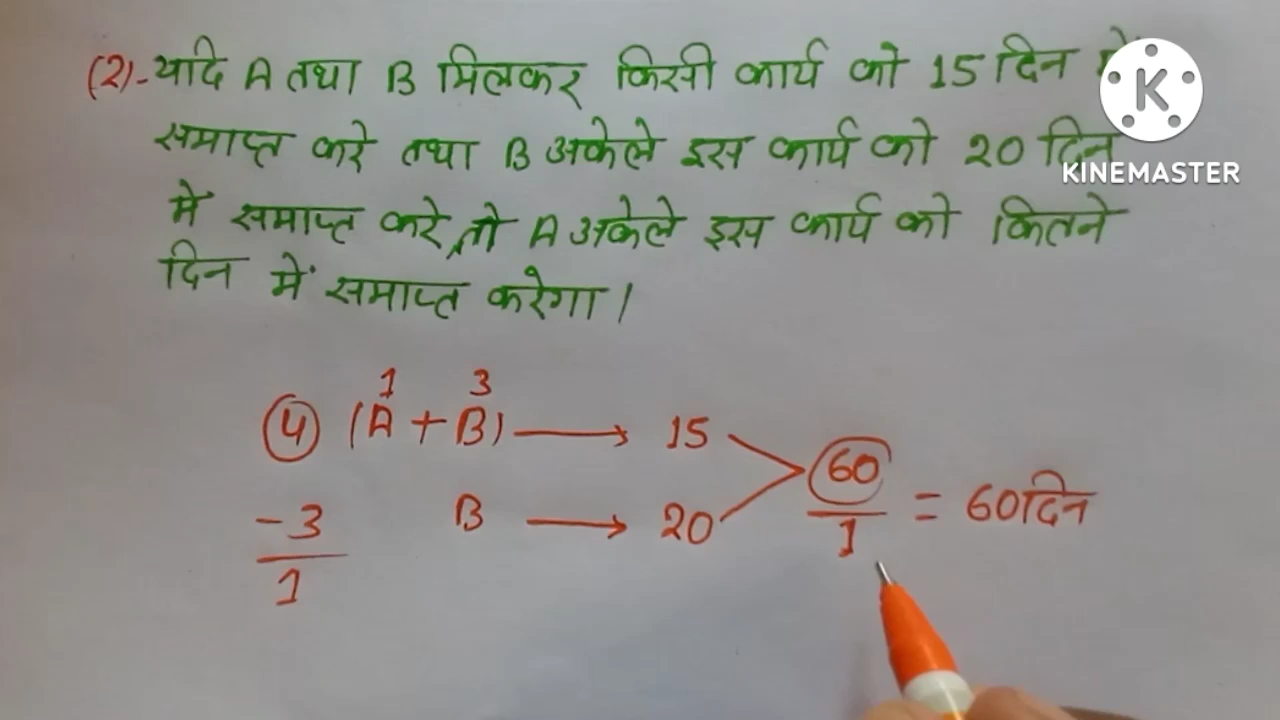 (2)- यादि A तथा B मिलकर किसी कार्य को 15 दिन में
समाप्त करे तथा B अकेले इस कार्य को 20 दिन
में समाप्त करे, तो A अकेले इस कार्य को कितने
दिन में समाप्त करेगा।
K
KINEMASTER
1 3
4 (A + B) → 15
60
-3 B → 20
1 = 60दिन
1